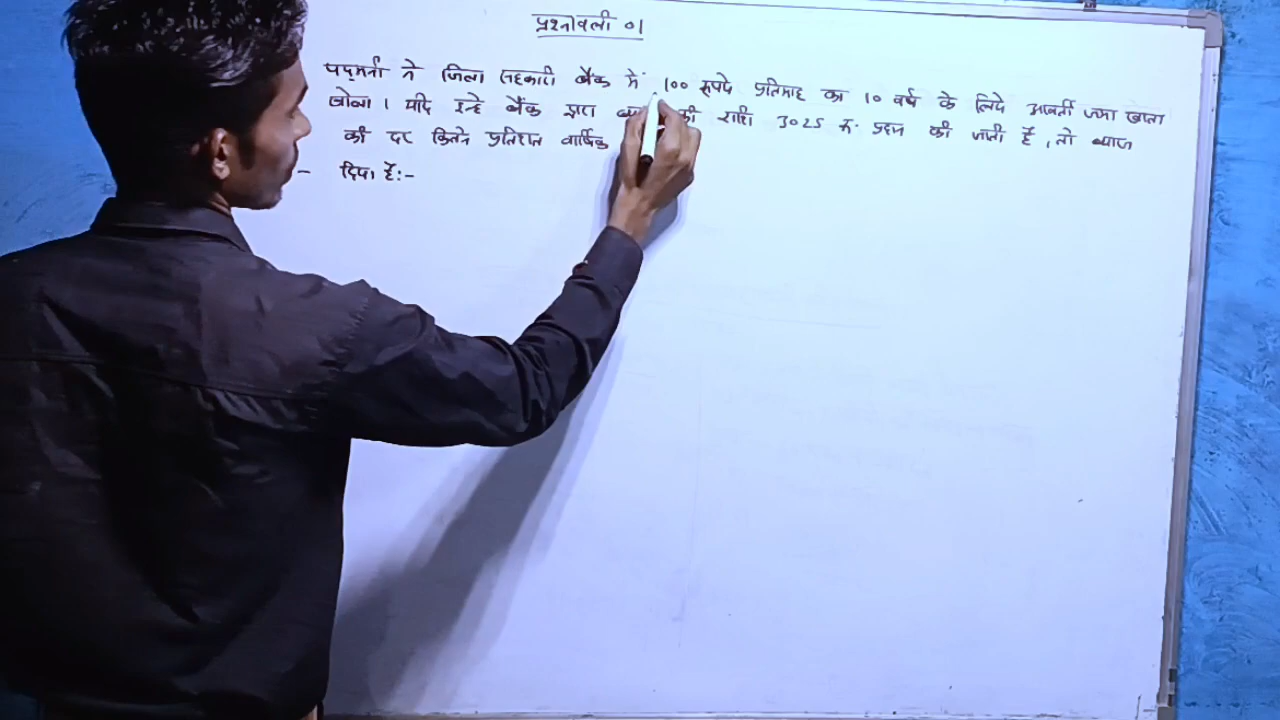 प्रश्नावली 01
पद्मनी ने जिला सहकारी बैंक में 100 रूपये प्रतिमाह का 10 वर्ष के लिये आवर्ती जमा खाता
खोला । यदि इन्हे बैंक द्वारा की राशि 3025 रू. प्रदान की जाती हैं , तो ब्याज
की दर कितने प्रतिशत वार्षिक
- दिया हैं:-